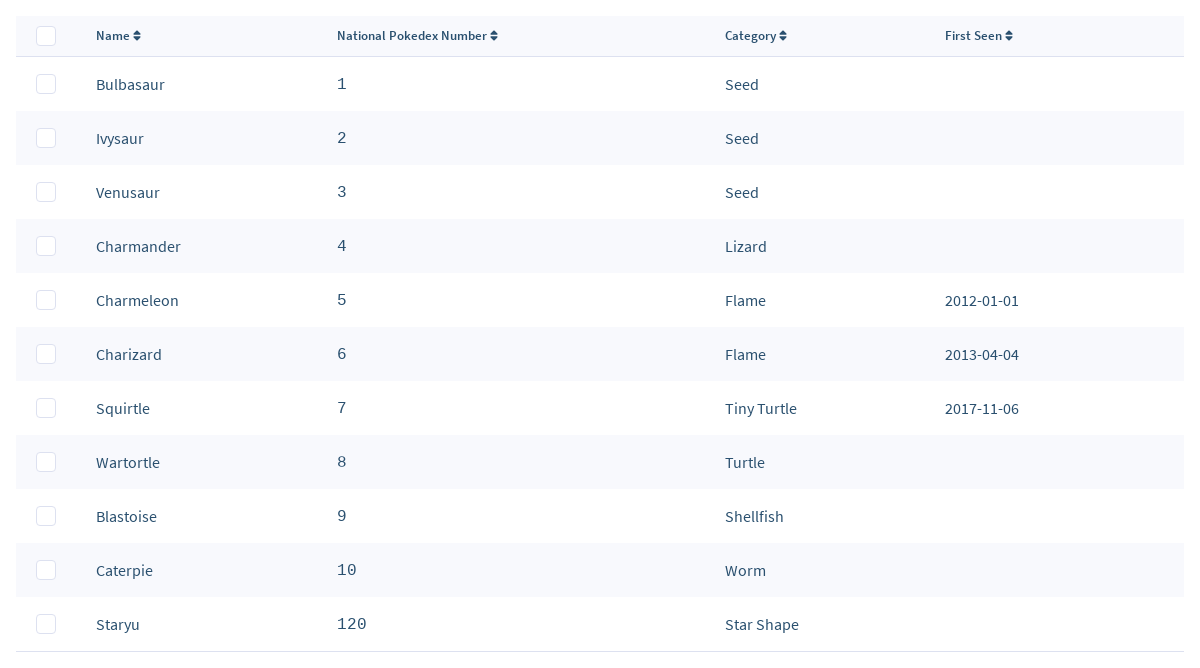 Name National Pokedex Number Category First Seen
Bulbasaur 1 Seed
Ivysaur 2 Seed
Venusaur 3 Seed
Charmander 4 Lizard
Charmeleon 5 Flame 2012-01-01
Charizard 6 Flame 2013-04-04
Squirtle 7 Tiny Turtle 2017-11-06
Wartortle 8 Turtle
Blastoise 9 Shellfish
Caterpie 10 Worm
Staryu 120 Star Shape